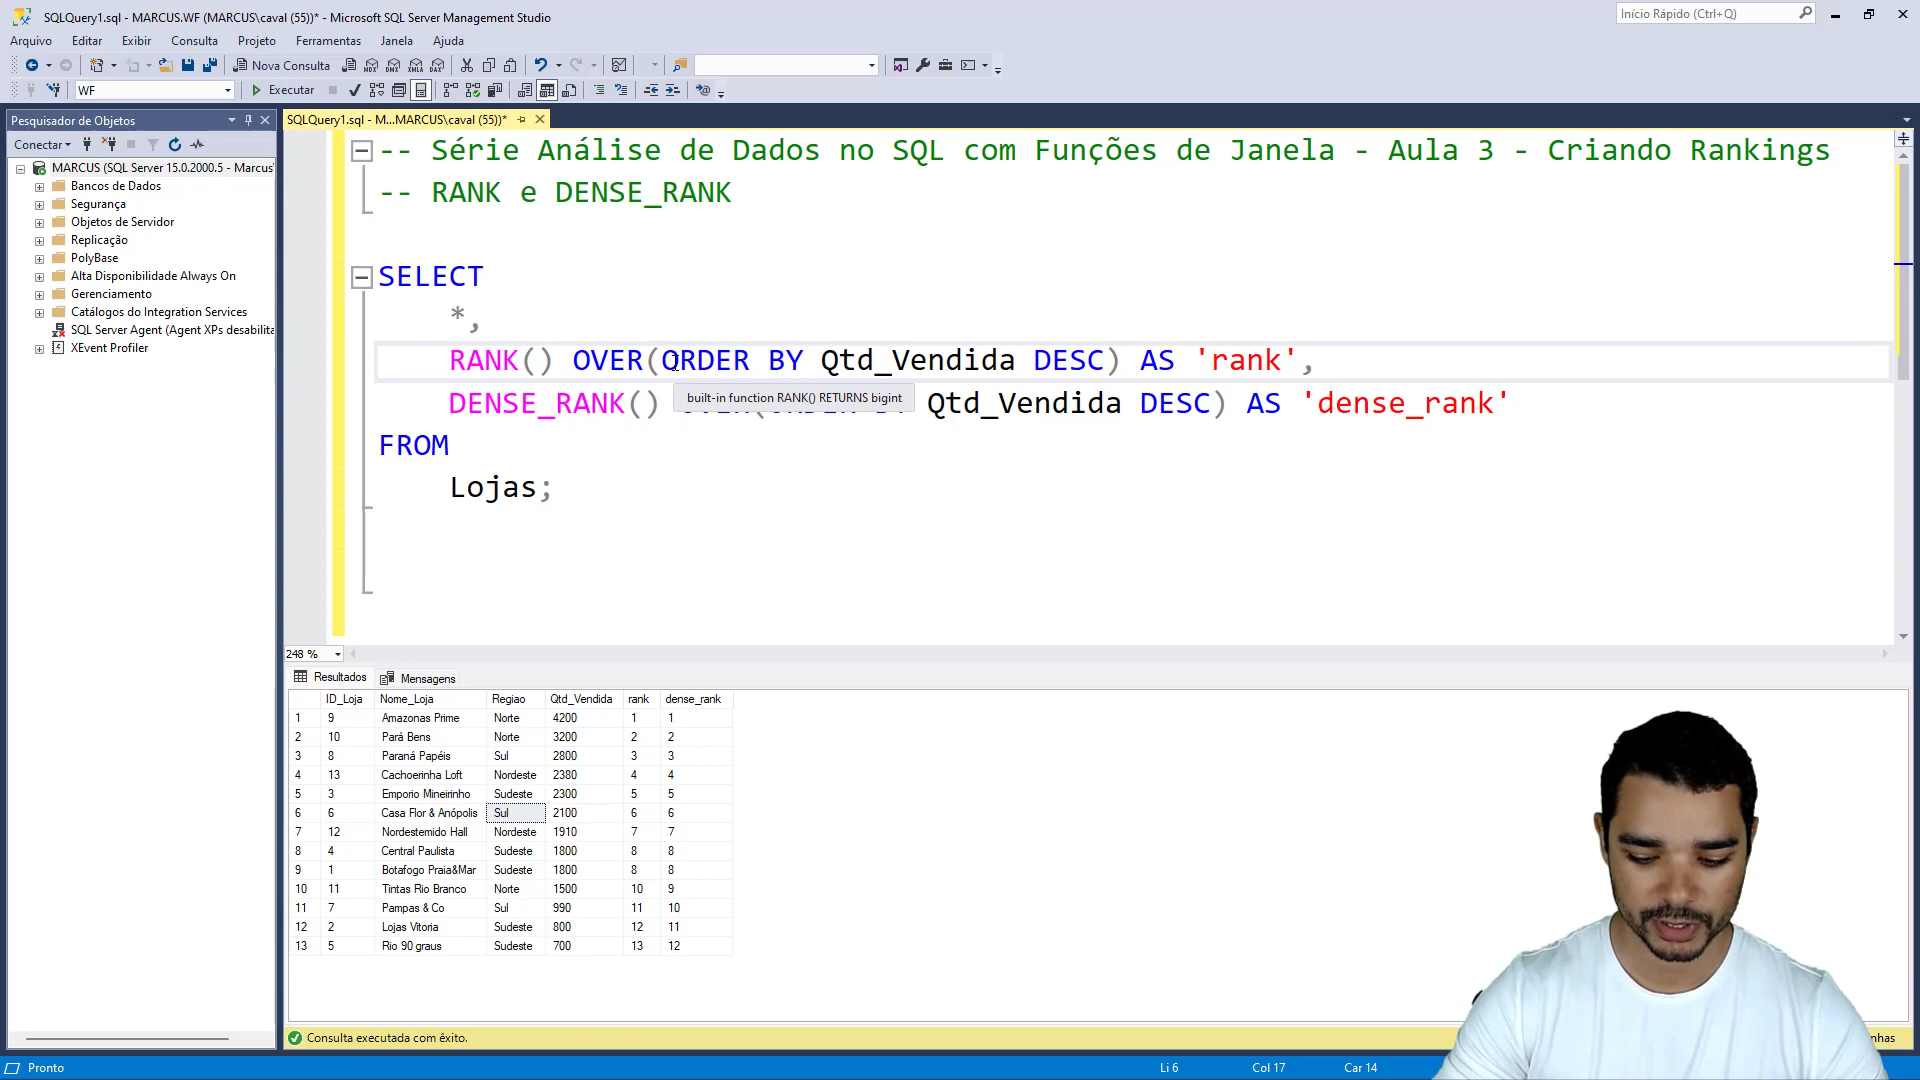 SQLQuery1.sql - MARCUS.WF (MARCUS\caval (55))* - Microsoft SQL Server Management Studio
Início Rápido (Ctrl+Q)
Arquivo Editar Exibir Consulta Projeto Ferramentas Janela Ajuda
Nova Consulta
WF Executar
Pesquisador de Objetos
SQLQuery1.sql - M...MARCUS\caval (55))*
Conectar
MARCUS (SQL Server 15.0.2000.5 - Marcus
Bancos de Dados
Segurança
Objetos de Servidor
Replicação
PolyBase
Alta Disponibilidade Always On
Gerenciamento
Catálogos do Integration Services
SQL Server Agent (Agent XPs desabilita
XEvent Profiler
-- Série Análise de Dados no SQL com Funções de Janela - Aula 3 - Criando Rankings
-- RANK e DENSE_RANK
SELECT
*,
RANK() OVER(ORDER BY Qtd_Vendida DESC) AS 'rank',
built-in function RANK() RETURNS bigint
DENSE_RANK() OVER(ORDER BY Qtd_Vendida DESC) AS 'dense_rank'
FROM
Lojas;
248 %
Resultados Mensagens
ID_Loja Nome_Loja Regiao Qtd_Vendida rank dense_rank
1 9 Amazonas Prime Norte 4200 1 1
2 10 Pará Bens Norte 3200 2 2
3 8 Paraná Papéis Sul 2800 3 3
4 13 Cachoerinha Loft Nordeste 2380 4 4
5 3 Emporio Mineirinho Sudeste 2300 5 5
6 6 Casa Flor & Anópolis Sul 2100 6 6
7 12 Nordestemido Hall Nordeste 1910 7 7
8 4 Central Paulista Sudeste 1800 8 8
9 1 Botafogo Praia&Mar Sudeste 1800 8 8
10 11 Tintas Rio Branco Norte 1500 10 9
11 7 Pampas & Co Sul 990 11 10
12 2 Lojas Vitoria Sudeste 800 12 11
13 5 Rio 90 graus Sudeste 700 13 12
Consulta executada com êxito.
nhas
Pronto
Li 6 Col 17 Car 14